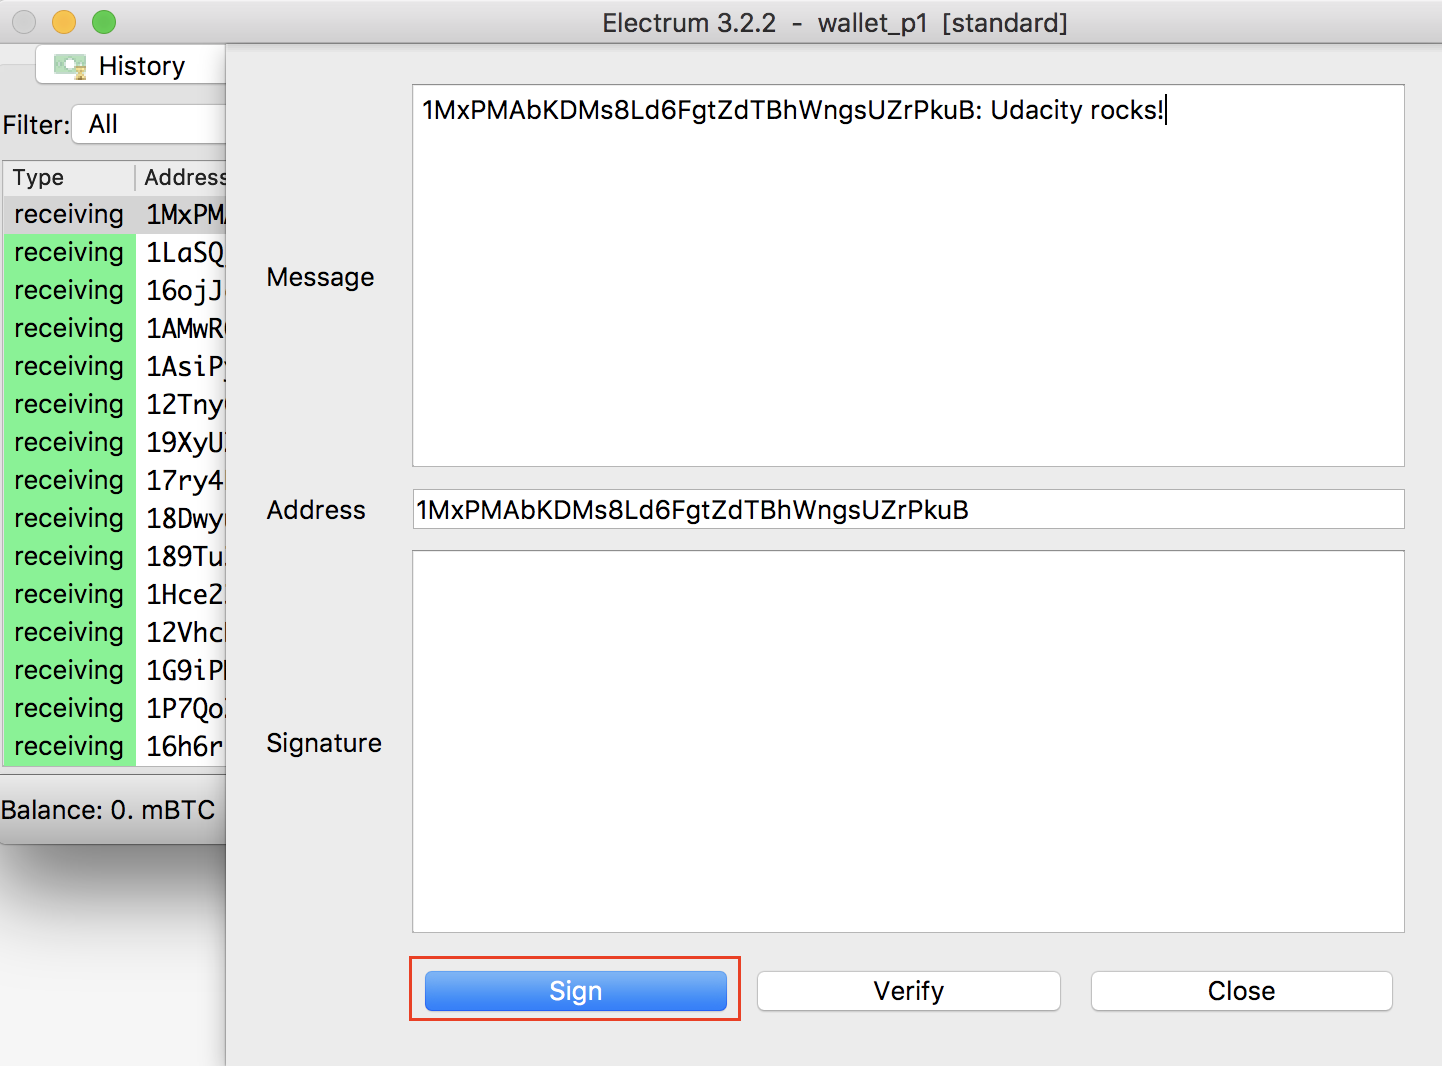 Electrum 3.2.2 - wallet_p1 [standard]
History
Filter: All
Type Address
receiving 1MxPM
receiving 1LaSQ
receiving 16ojJ
receiving 1AMwR
receiving 1AsiP
receiving 12Tny
receiving 19XyU
receiving 17ry4
receiving 18Dwy
receiving 189Tu
receiving 1Hce2
receiving 12Vhc
receiving 1G9iP
receiving 1P7Qo
receiving 16h6r
Balance: 0. mBTC
Message
1MxPMAbKDMs8Ld6FgtZdTBhWngsUZrPkuB: Udacity rocks!
Address
1MxPMAbKDMs8Ld6FgtZdTBhWngsUZrPkuB
Signature
Sign Verify Close